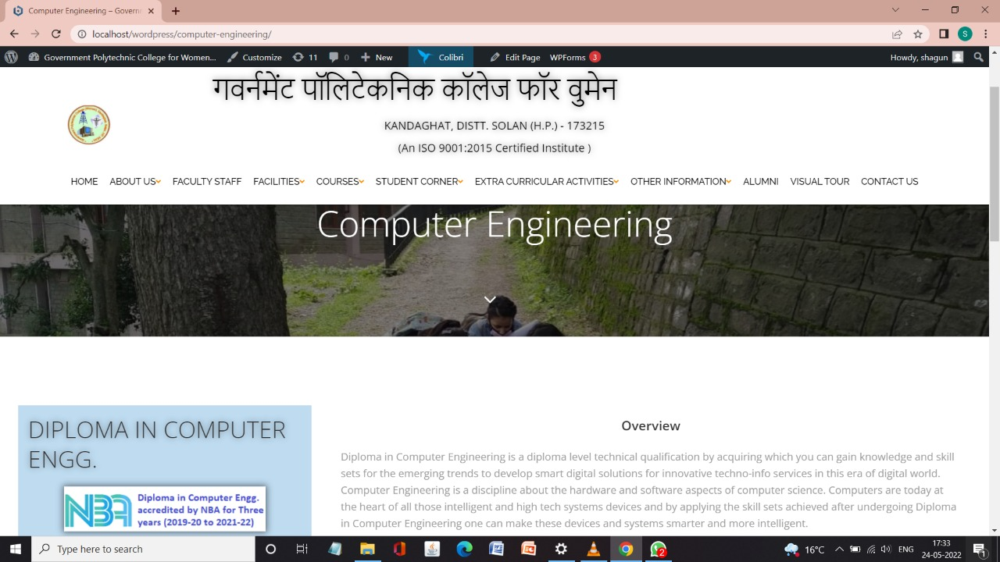 Computer Engineering – Govern
localhost/wordpress/computer-engineering/
S
Government Polytechnic College for Women... Customize 11 0 New Colibri Edit Page WPForms 3 Howdy, shagun
गवर्नमेंट पॉलिटेकनिक कॉलेज फॉर वुमेन
KANDAGHAT, DISTT. SOLAN (H.P.) - 173215
(An ISO 9001:2015 Certified Institute )
HOME ABOUT US FACULTY STAFF FACILITIES COURSES STUDENT CORNER EXTRA CURRICULAR ACTIVITIES OTHER INFORMATION ALUMNI VISUAL TOUR CONTACT US
Computer Engineering
DIPLOMA IN COMPUTER
ENGG.
NBA
Diploma in Computer Engg.
accredited by NBA for Three
years (2019-20 to 2021-22)
Overview
Diploma in Computer Engineering is a diploma level technical qualification by acquiring which you can gain knowledge and skill
sets for the emerging trends to develop smart digital solutions for innovative techno-info services in this era of digital world.
Computer Engineering is a discipline about the hardware and software aspects of computer science. Computers are today at
the heart of all those intelligent and high tech systems devices and by applying the skill sets achieved after undergoing Diploma
in Computer Engineering one can make these devices and systems smarter and more intelligent.
Type here to search
2
16°C
ENG
17:33
24-05-2022
1